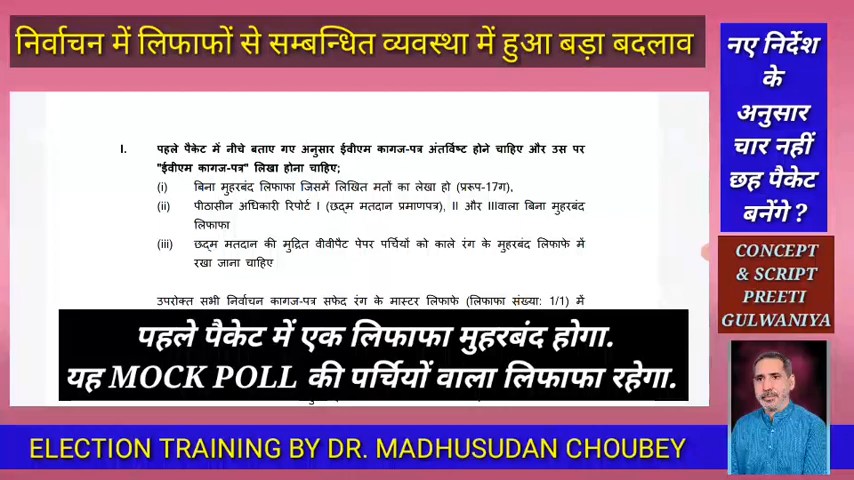 निर्वाचन में लिफाफों से सम्बन्धित व्यवस्था में हुआ बड़ा बदलाव
I. पहले पैकेट में नीचे बताए गए अनुसार ईवीएम कागज-पत्र अंतर्विष्ट होने चाहिए और उस पर
"ईवीएम कागज-पत्र" लिखा होना चाहिए;
(i) बिना मुहरबंद लिफाफा जिसमें लिखित मतों का लेखा हो (प्ररूप-17ग),
(ii) पीठासीन अधिकारी रिपोर्ट I (छद्म मतदान प्रमाणपत्र), II और IIIवाला बिना मुहरबंद
लिफाफा
(iii) छद्म मतदान की मुद्रित वीवीपैट पेपर पर्चियों को काले रंग के मुहरबंद लिफाफे में
रखा जाना चाहिए
उपरोक्त सभी निर्वाचन कागज-पत्र सफेद रंग के मास्टर लिफाफे (लिफाफा संख्या: 1/1) में
पहले पैकेट में एक लिफाफा मुहरबंद होगा.
यह MOCK POLL की पर्चियों वाला लिफाफा रहेगा.
नए निर्देश
के
अनुसार
चार नहीं
छह पैकेट
बनेंगे ?
CONCEPT
& SCRIPT
PREETI
GULWANIYA
ELECTION TRAINING BY DR. MADHUSUDAN CHOUBEY